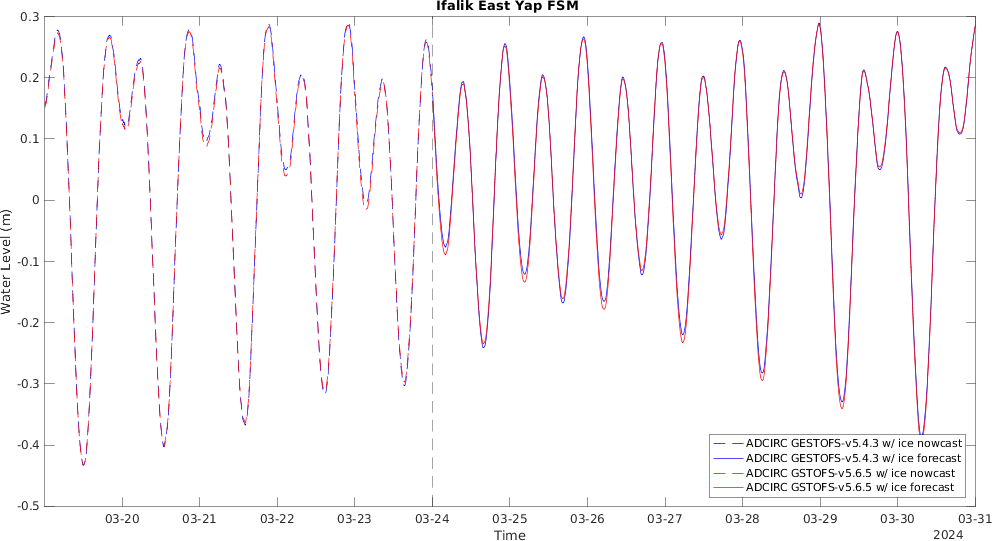 Ifalik East Yap FSM
0.3
0.2
0.1
0
-0.1
-0.2
-0.3
-0.4
-0.5
Water Level (m)
ADCIRC GESTOFS-v5.4.3 w/ ice nowcast
ADCIRC GESTOFS-v5.4.3 w/ ice forecast
ADCIRC GSTOFS-v5.6.5 w/ ice nowcast
ADCIRC GSTOFS-v5.6.5 w/ ice forecast
03-20 03-21 03-22 03-23 03-24 03-25 03-26 03-27 03-28 03-29 03-30 03-31
Time
2024